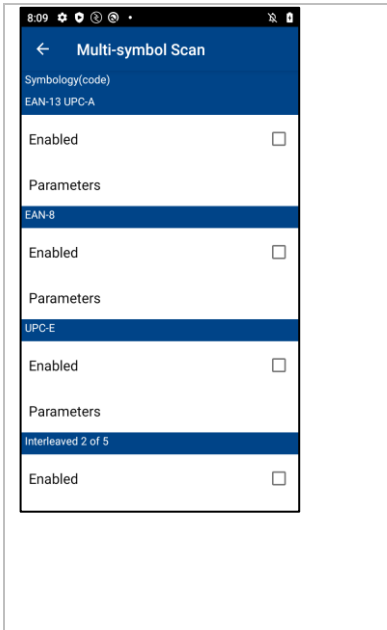 8:09
Multi-symbol Scan
Symbology(code)
EAN-13 UPC-A
Enabled
Parameters
EAN-8
Enabled
Parameters
UPC-E
Enabled
Parameters
Interleaved 2 of 5
Enabled